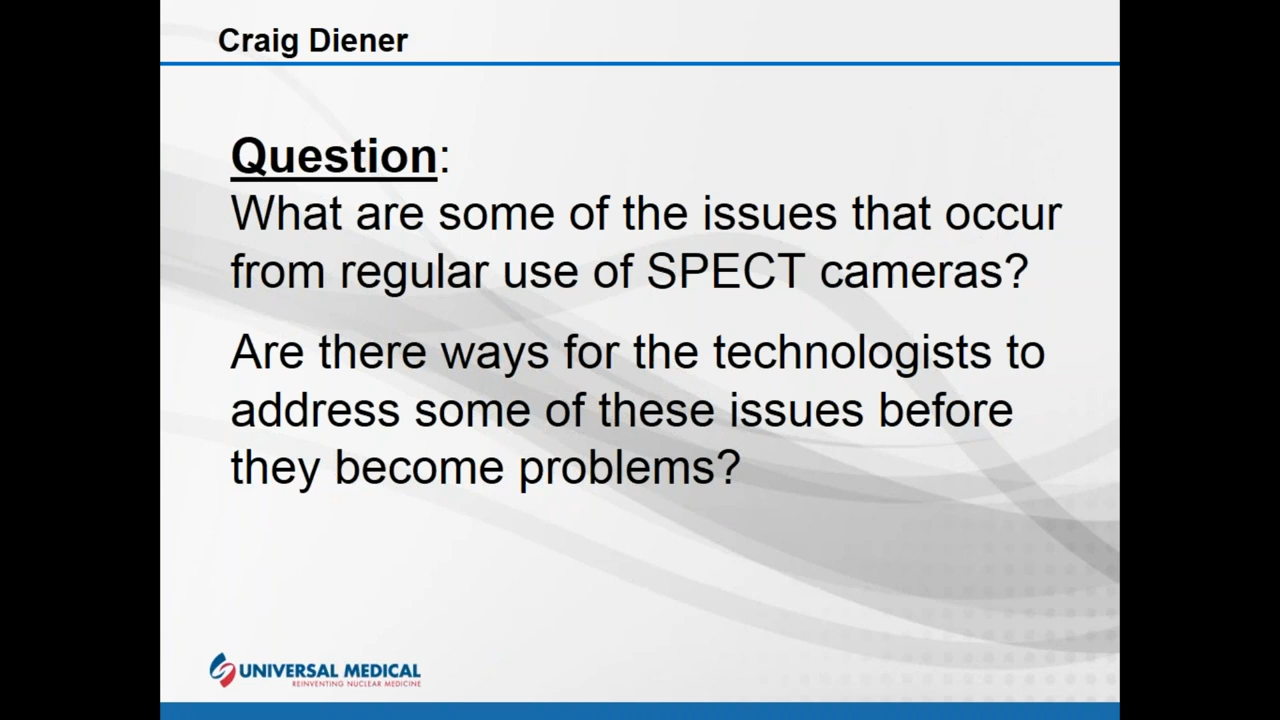 Craig Diener
Question:
What are some of the issues that occur
from regular use of SPECT cameras?
Are there ways for the technologists to
address some of these issues before
they become problems?
UNIVERSAL MEDICAL
REINVENTING NUCLEAR MEDICINE